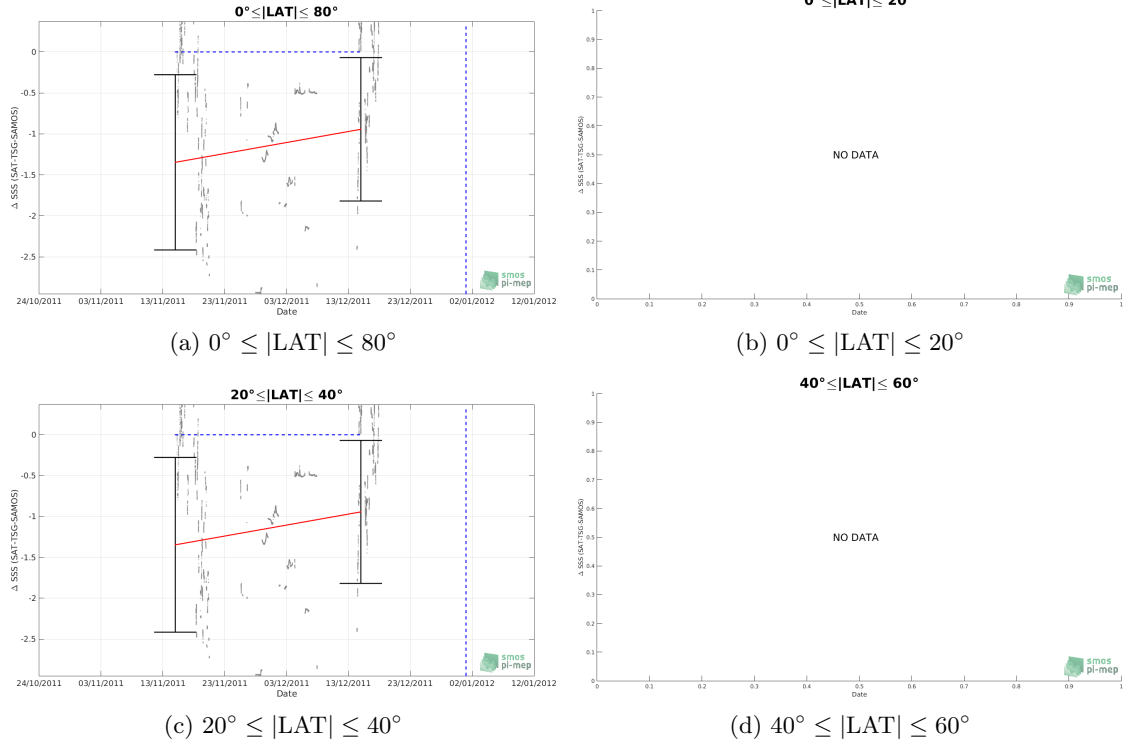 0°≤|LAT|≤ 80°
0
-0.5
-1
-1.5
-2
-2.5
Δ SSS (SAT-TSG-SAMOS)
24/10/2011 03/11/2011 13/11/2011 23/11/2011 03/12/2011 13/12/2011 23/12/2011 02/01/2012 12/01/2012
Date
smos
pi-mep
(a) 0° ≤ |LAT| ≤ 80°
0°≤|LAT|≤ 20°
1
0.9
0.8
0.7
0.6
0.5
0.4
0.3
0.2
0.1
0
Δ SSS (SAT-TSG-SAMOS)
NO DATA
0 0.1 0.2 0.3 0.4 0.5 0.6 0.7 0.8 0.9 1
Date
smos
pi-mep
(b) 0° ≤ |LAT| ≤ 20°
20°≤|LAT|≤ 40°
0
-0.5
-1
-1.5
-2
-2.5
Δ SSS (SAT-TSG-SAMOS)
24/10/2011 03/11/2011 13/11/2011 23/11/2011 03/12/2011 13/12/2011 23/12/2011 02/01/2012 12/01/2012
Date
smos
pi-mep
(c) 20° ≤ |LAT| ≤ 40°
40°≤|LAT|≤ 60°
1
0.9
0.8
0.7
0.6
0.5
0.4
0.3
0.2
0.1
0
Δ SSS (SAT-TSG-SAMOS)
NO DATA
0 0.1 0.2 0.3 0.4 0.5 0.6 0.7 0.8 0.9 1
Date
smos
pi-mep
(d) 40° ≤ |LAT| ≤ 60°